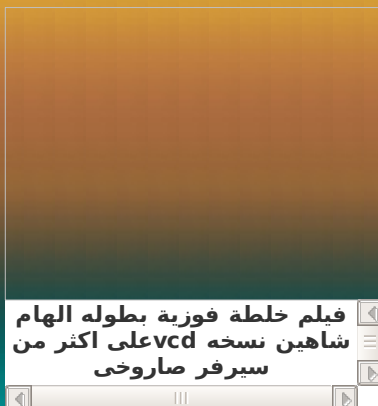 فيلم خلطة فوزية بطوله الهام
شاهين نسخه vcdعلى اكثر من
سيرفر صاروخى